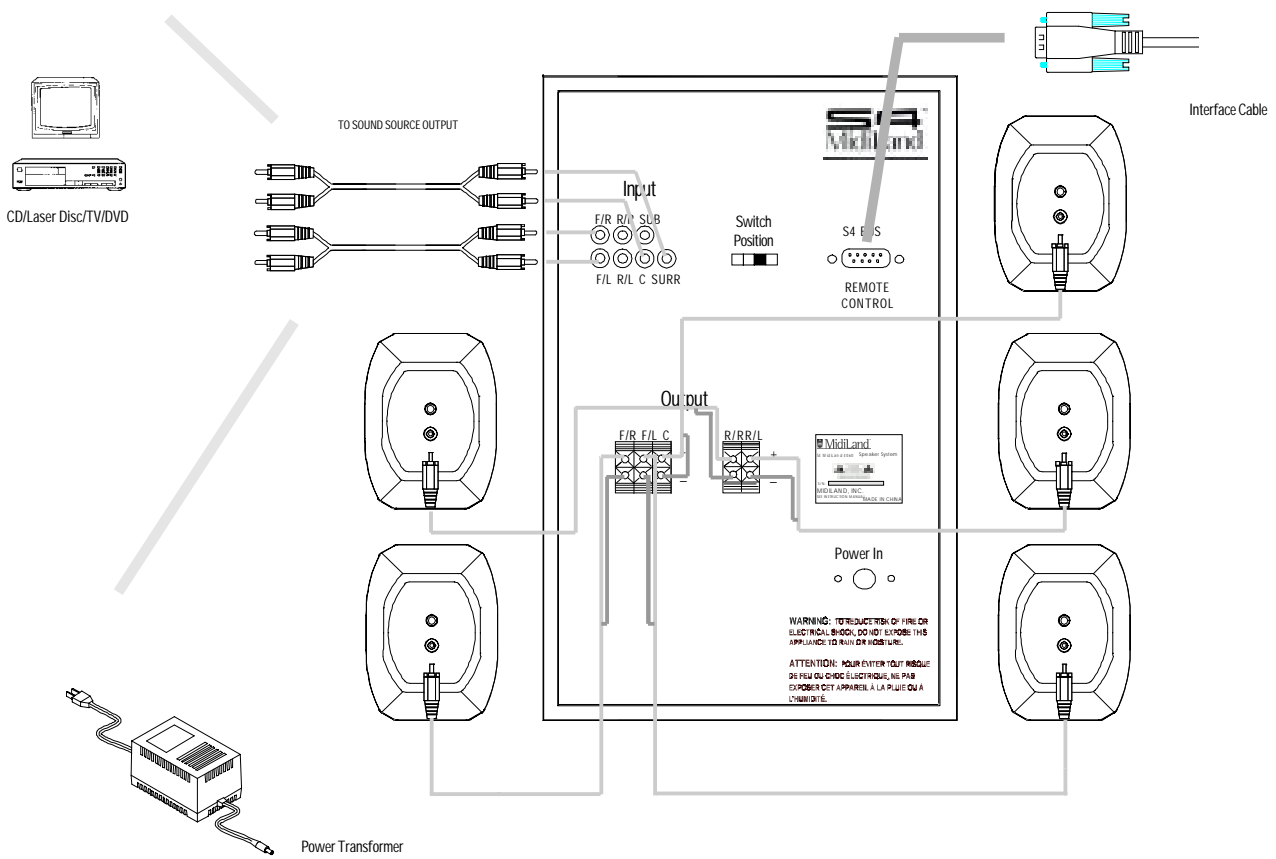 S4
MidiLand
Interface Cable
TO SOUND SOURCE OUTPUT
CD/Laser Disc/TV/DVD
Input
F/R R/R SUB
F/L R/L C SURR
Switch
Position
S4 BUS
REMOTE
CONTROL
Output
F/R F/L C
R/R R/L
+
–
+
–
MidiLand
Speaker System
MIDILAND, INC.
MADE IN CHINA
Power In
WARNING: TO REDUCE RISK OF FIRE OR
ELECTRICAL SHOCK, DO NOT EXPOSE THIS
APPLIANCE TO RAIN OR MOISTURE.
ATTENTION: POUR ÉVITER TOUT RISQUE
DE FEU OU CHOC ÉLECTRIQUE, NE PAS
EXPOSER CET APPAREIL À LA PLUIE OU À
L'HUMIDITÉ.
Power Transformer